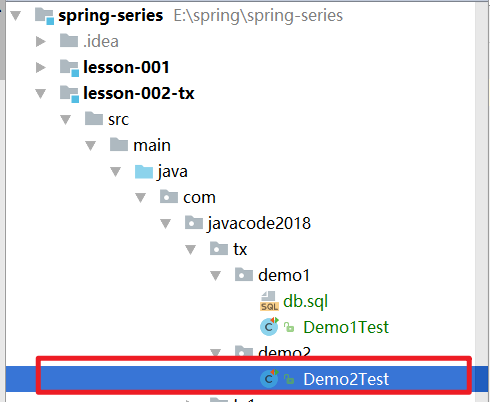 spring-series E:\spring\spring-series
.idea
lesson-001
lesson-002-tx
src
main
java
com
javacode2018
tx
demo1
SQL db.sql
C Demo1Test
demo2
C Demo2Test